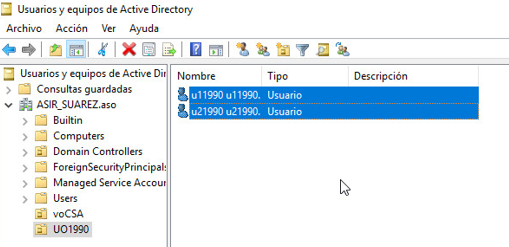 Usuarios y equipos de Active Directory
Archivo Acción Ver Ayuda
Usuarios y equipos de Active Dire
Consultas guardadas
ASIR_SUAREZ.aso
Builtin
Computers
Domain Controllers
ForeignSecurityPrincipals
Managed Service Accour
Users
voCSA
UO1990
Nombre Tipo Descripción
u11990 u11990. Usuario
u21990 u21990. Usuario